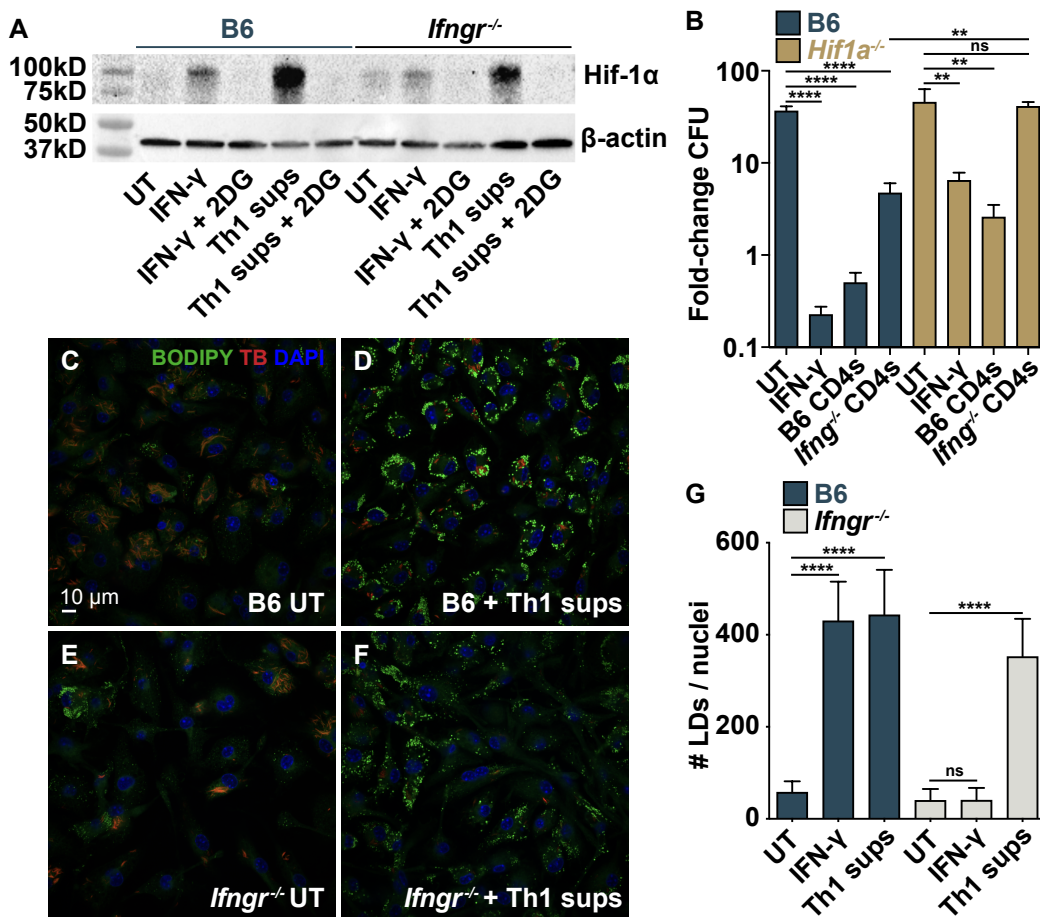 A
B6
Ifngr-/-
100kD
75kD
Hif-1α
50kD
37kD
β-actin
UT
IFN-γ
IFN-γ + 2DG
Th1 sups
Th1 sups + 2DG
UT
IFN-γ
IFN-γ + 2DG
Th1 sups
Th1 sups + 2DG
B
B6
Hif1a-/-
**
ns
****
**
****
**
****
Fold-change CFU
100
10
1
0.1
UT
IFN-γ
B6 CD4s
Ifng-/- CD4s
UT
IFN-γ
B6 CD4s
Ifng-/- CD4s
C
BODIPY TB DAPI
10 µm
B6 UT
D
B6 + Th1 sups
E
Ifngr-/- UT
F
Ifngr-/- + Th1 sups
G
B6
Ifngr-/-
# LDs / nuclei
600
400
200
0
****
****
****
ns
UT
IFN-γ
Th1 sups
UT
IFN-γ
Th1 sups